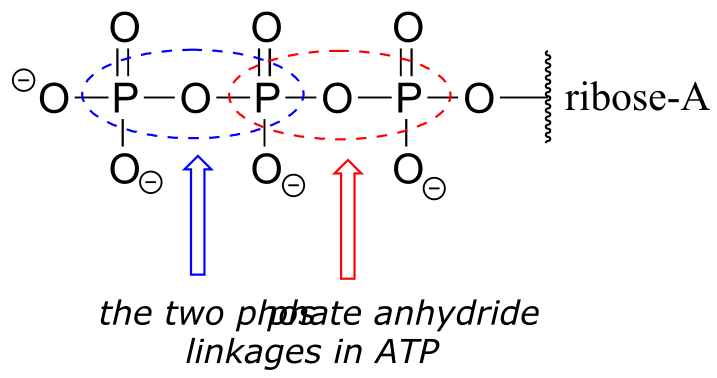 O O O
⊖ O P O P O P O ribose-A
O⊖ O⊖ O⊖
the two phosphate anhydride
linkages in ATP